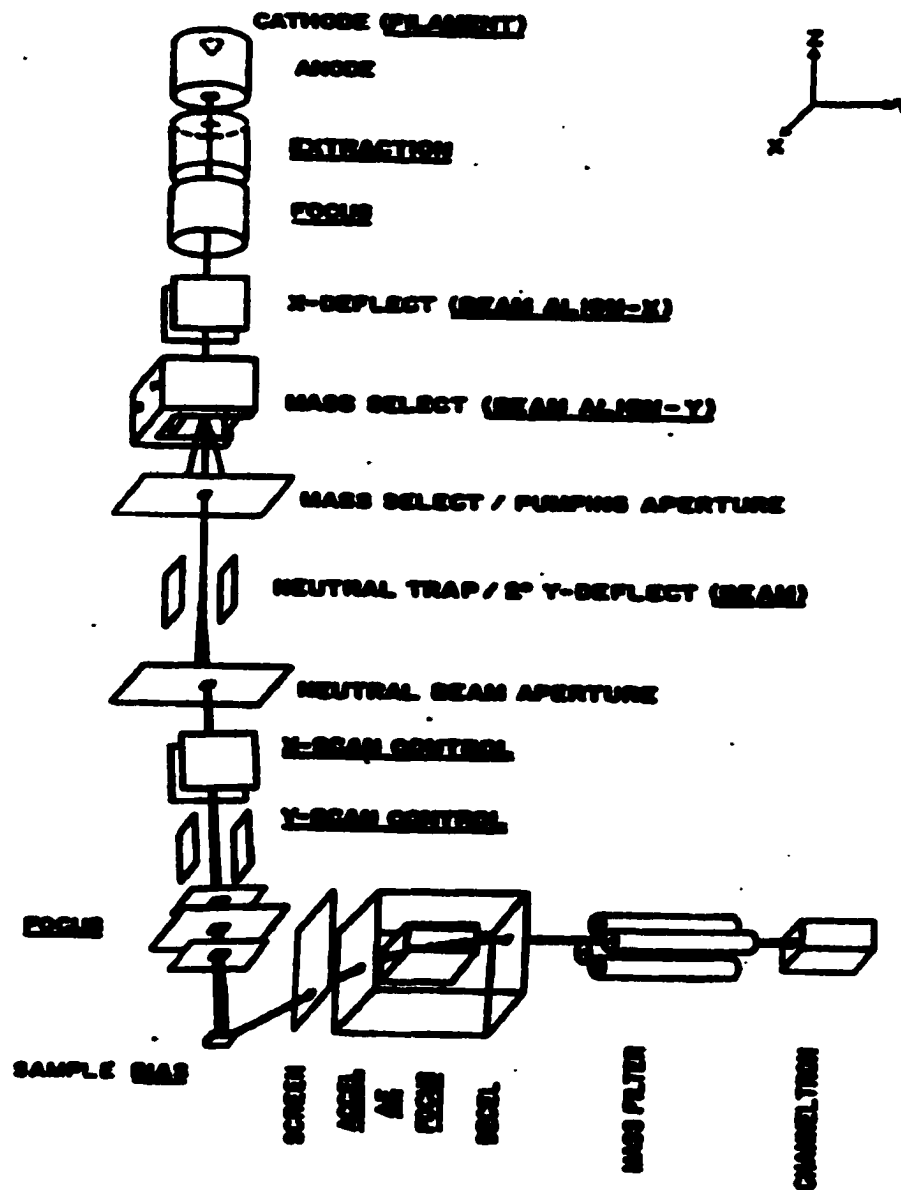 CATHODE (FILAMENT)
ANODE
EXTRACTION
FOCUS
X-DEFLECT (BEAM ALIGN-X)
MASS SELECT (BEAM ALIGN-Y)
MASS SELECT / PUMPING APERTURE
NEUTRAL TRAP / 2° Y-DEFLECT (BEAM)
NEUTRAL BEAM APERTURE
X-SCAN CONTROL
Y-SCAN CONTROL
FOCUS
SAMPLE BIAS
SCREEN
ACCEL
ΔE
FOCUS
DECEL
MASS FILTER
CHANNELTRON
Z
X